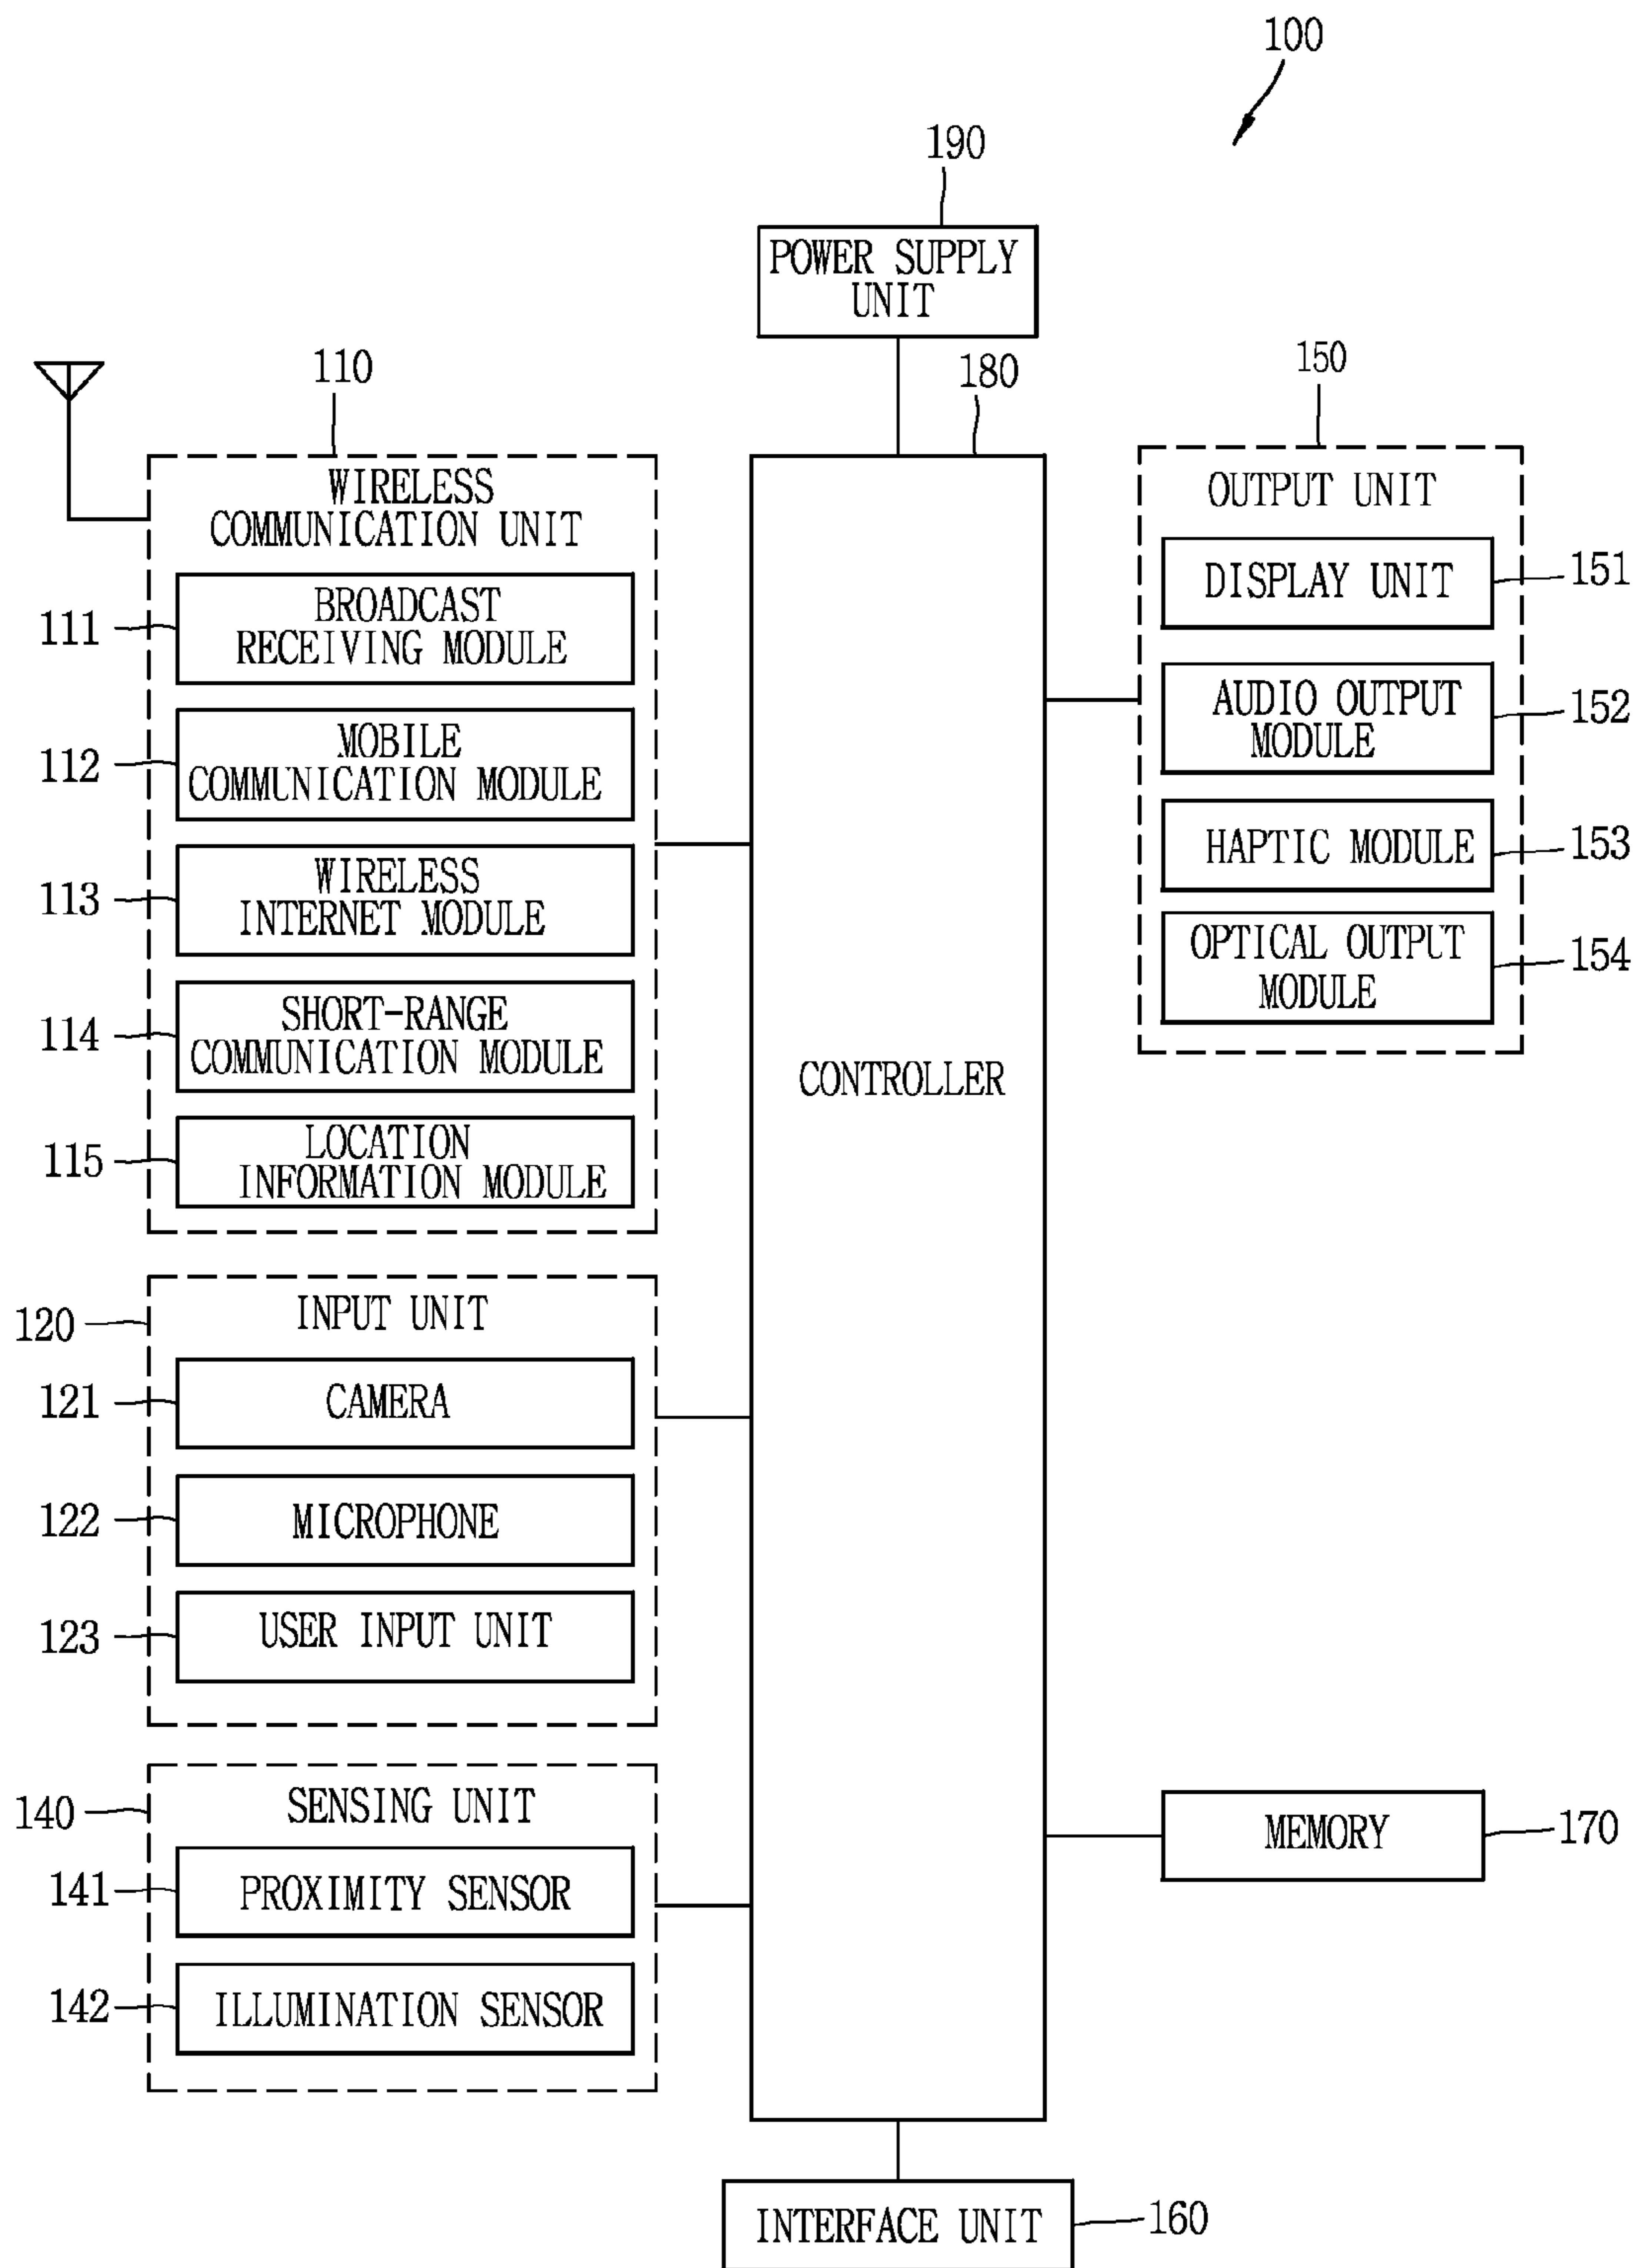 100
190
POWER SUPPLY
UNIT
110
180
150
WIRELESS
COMMUNICATION UNIT
111
BROADCAST
RECEIVING MODULE
112
MOBILE
COMMUNICATION MODULE
113
WIRELESS
INTERNET MODULE
114
SHORT-RANGE
COMMUNICATION MODULE
115
LOCATION
INFORMATION MODULE
120
INPUT UNIT
121
CAMERA
122
MICROPHONE
123
USER INPUT UNIT
140
SENSING UNIT
141
PROXIMITY SENSOR
142
ILLUMINATION SENSOR
CONTROLLER
OUTPUT UNIT
DISPLAY UNIT
151
AUDIO OUTPUT
MODULE
152
HAPTIC MODULE
153
OPTICAL OUTPUT
MODULE
154
MEMORY
170
INTERFACE UNIT
160